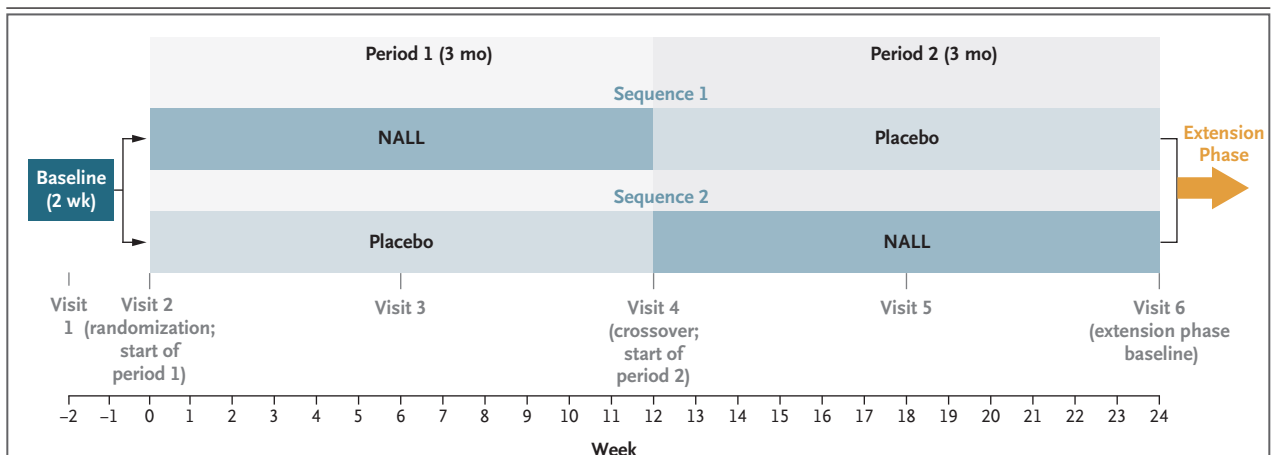 Period 1 (3 mo)
Period 2 (3 mo)
Sequence 1
NALL
Placebo
Extension
Phase
Baseline
(2 wk)
Sequence 2
Placebo
NALL
Visit
1
Visit 2
(randomization;
start of
period 1)
Visit 3
Visit 4
(crossover;
start of
period 2)
Visit 5
Visit 6
(extension phase
baseline)
–2 –1 0 1 2 3 4 5 6 7 8 9 10 11 12 13 14 15 16 17 18 19 20 21 22 23 24
Week